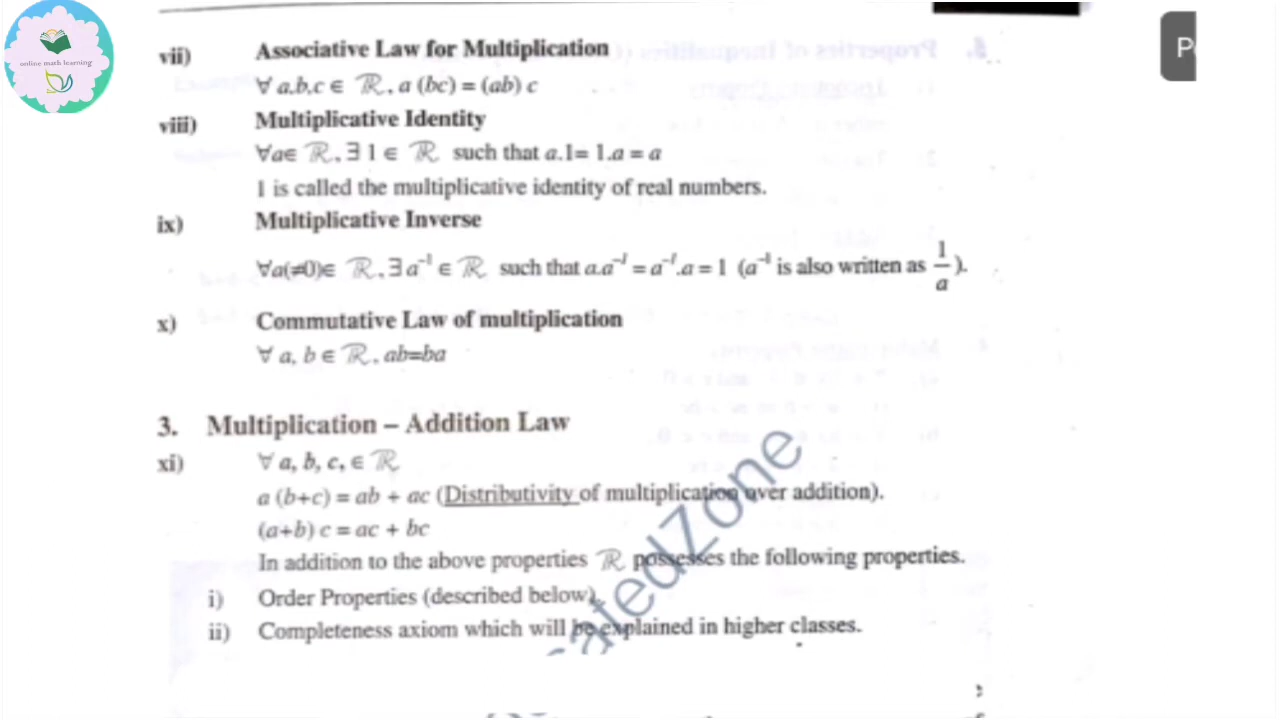 online math learning
vii) Associative Law for Multiplication
∀ a,b,c ∈ ℛ, a (bc) = (ab) c
viii) Multiplicative Identity
∀a∈ ℛ, ∃ 1 ∈ ℛ such that a.1= 1.a = a
1 is called the multiplicative identity of real numbers.
ix) Multiplicative Inverse
∀a(≠0)∈ ℛ, ∃ a⁻¹ ∈ ℛ such that a.a⁻¹ = a⁻¹.a = 1 (a⁻¹ is also written as 1/a ).
x) Commutative Law of multiplication
∀ a, b ∈ ℛ, ab=ba
3. Multiplication – Addition Law
xi) ∀ a, b, c, ∈ ℛ
a (b+c) = ab + ac (Distributivity of multiplication over addition).
(a+b) c = ac + bc
In addition to the above properties ℛ possesses the following properties.
i) Order Properties (described below).
ii) Completeness axiom which will be explained in higher classes.